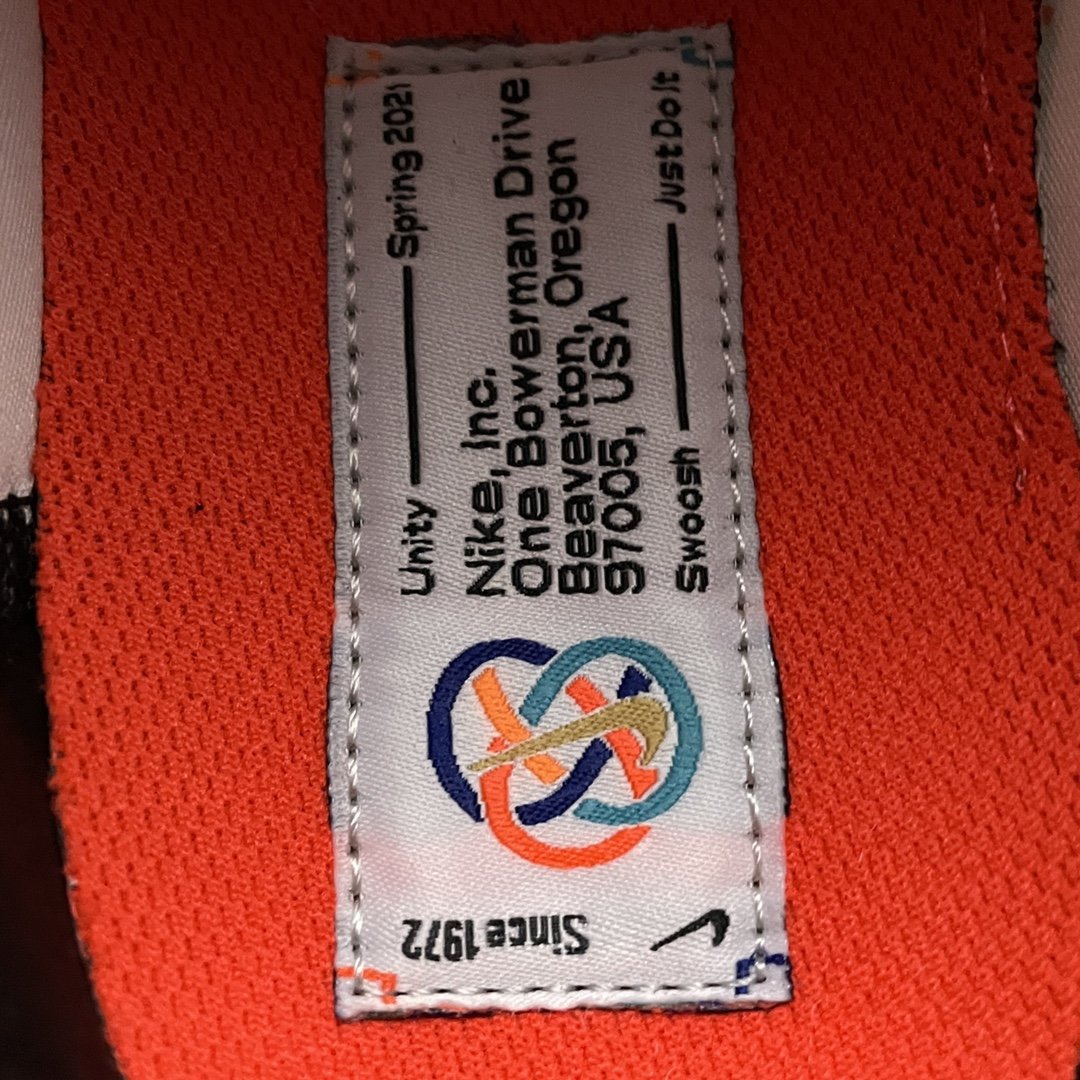 Unity Spring 2021
Nike, Inc.
One Bowerman Drive
Beaverton, Oregon
97005, USA
Swoosh Just Do It
Since 1972